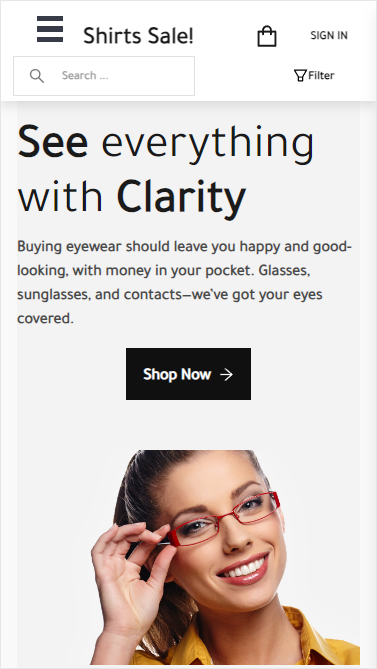 Shirts Sale!
SIGN IN
Search ...
Filter
See everything
with Clarity
Buying eyewear should leave you happy and good-
looking, with money in your pocket. Glasses,
sunglasses, and contacts—we've got your eyes
covered.
Shop Now